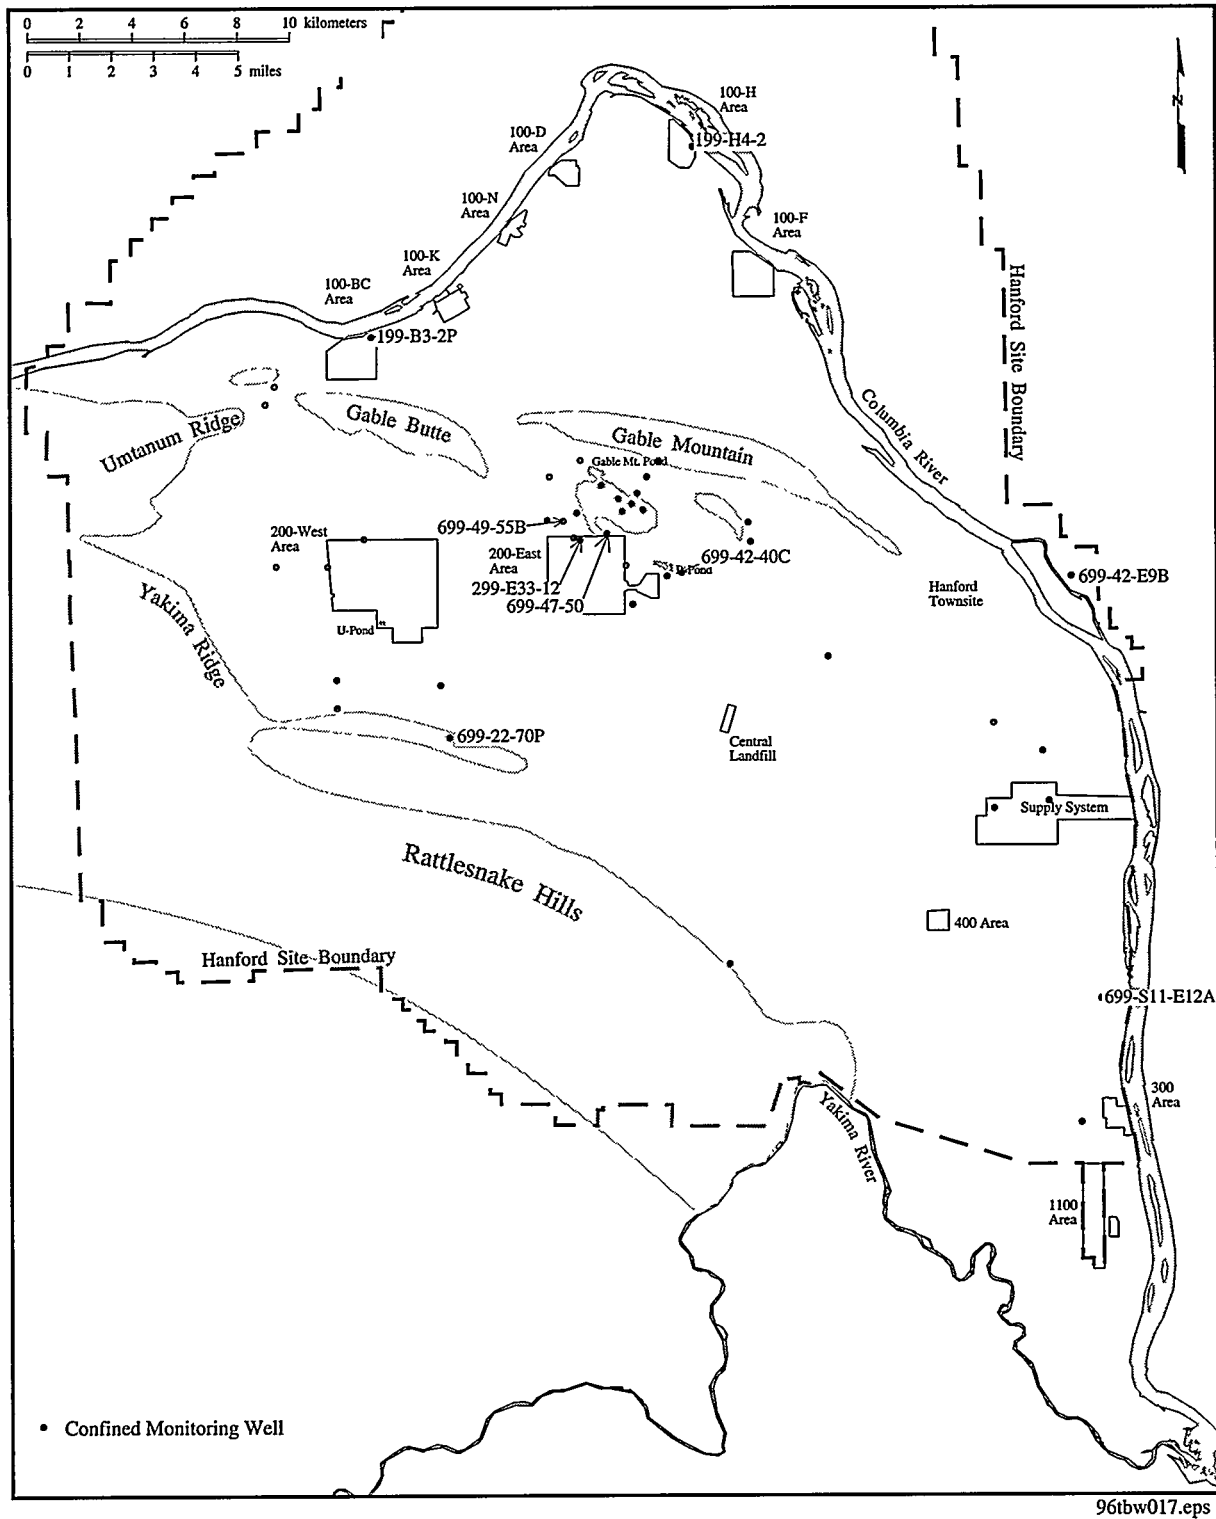 0 2 4 6 8 10 kilometers
0 1 2 3 4 5 miles
N
100-H
Area
199-H4-2
100-D
Area
100-N
Area
100-F
Area
100-K
Area
100-BC
Area
199-B3-2P
Hanford Site Boundary
Columbia River
Umtanum Ridge
Gable Butte
Gable Mountain
Gable Mt. Pond
699-49-55B
200-West
Area
200-East
Area
699-42-40C
B Pond
299-E33-12
699-47-50
699-42-E9B
Hanford
Townsite
Yakima Ridge
U-Pond
699-22-70P
Central
Landfill
Supply System
Rattlesnake Hills
400 Area
Hanford Site Boundary
699-S11-E12A
300
Area
Yakima River
1100
Area
• Confined Monitoring Well
96tbw017.eps